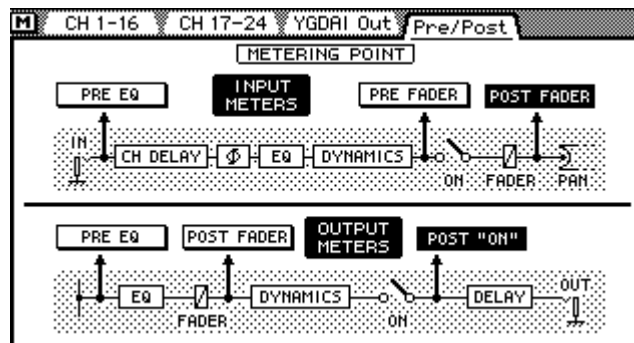 M CH 1-16 CH 17-24 YGDAI Out Pre/Post
METERING POINT
PRE EQ INPUT METERS PRE FADER POST FADER
IN
CH DELAY Φ EQ DYNAMICS
ON FADER PAN
PRE EQ POST FADER OUTPUT METERS POST "ON"
EQ DYNAMICS DELAY OUT
FADER ON